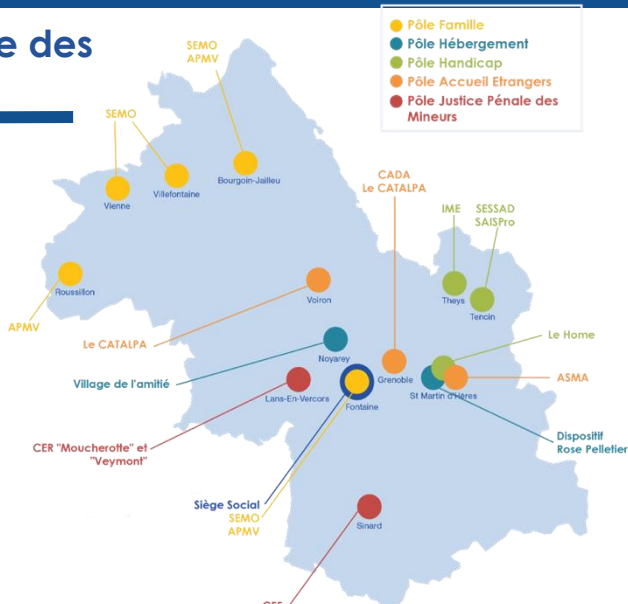 e des
Pôle Famille
Pôle Hébergement
Pôle Handicap
Pôle Accueil Etrangers
Pôle Justice Pénale des
Mineurs
SEMO
APMV
SEMO
Bourgoin-Jailleu
Villefontaine
Vienne
CADA
Le CATALPA
IME
SESSAD
SAISPro
Roussillon
Voiron
Theys
Tencin
APMV
Le CATALPA
Le Home
Noyarey
Village de l'amitié
Grenoble
ASMA
Lans-En-Vercors
Fontaine
St Martin d'Hères
CER "Moucherotte" et
"Veymont"
Dispositif
Rose Pelletier
Siège Social
SEMO
APMV
Sinard